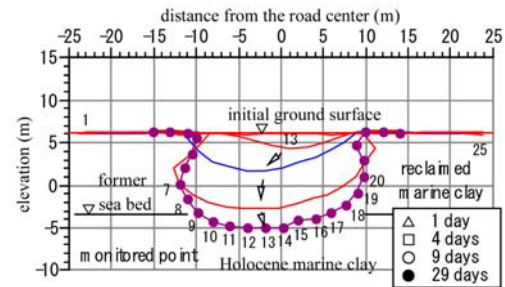 distance from the road center (m)
-25 -20 -15 -10 -5 0 5 10 15 20 25
elevation (m)
15
10
5
0
-5
-10
initial ground surface
1
13
25
former
sea bed
reclaimed
marine clay
7
8
9
10
11
12
13
14
15
16
17
18
19
20
monitored point
Holocene marine clay
1 day
4 days
9 days
29 days